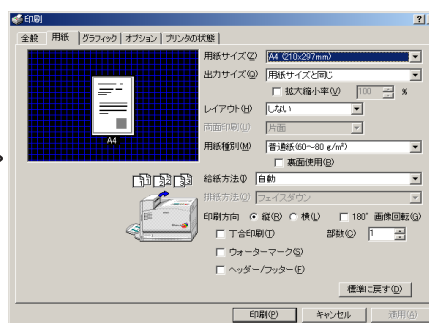 印刷
全般 用紙 グラフィック オプション プリンタの状態
用紙サイズ(Z) A4 (210x297mm)
出力サイズ(Q) 用紙サイズと同じ
拡大縮小率(V) 100 %
レイアウト(H) しない
両面印刷(U) 片面
用紙種別(M) 普通紙(60~80 g/m²)
裏面使用(B)
A4
給紙方法(I) 自動
排紙方法(O) フェイスダウン
印刷方向 縦(R) 横(L) 180° 画像回転(G)
丁合印刷(T) 部数(C) 1
ウォーターマーク(S)
ヘッダー/フッター(F)
標準に戻す(D)
印刷(P) キャンセル 適用(A)